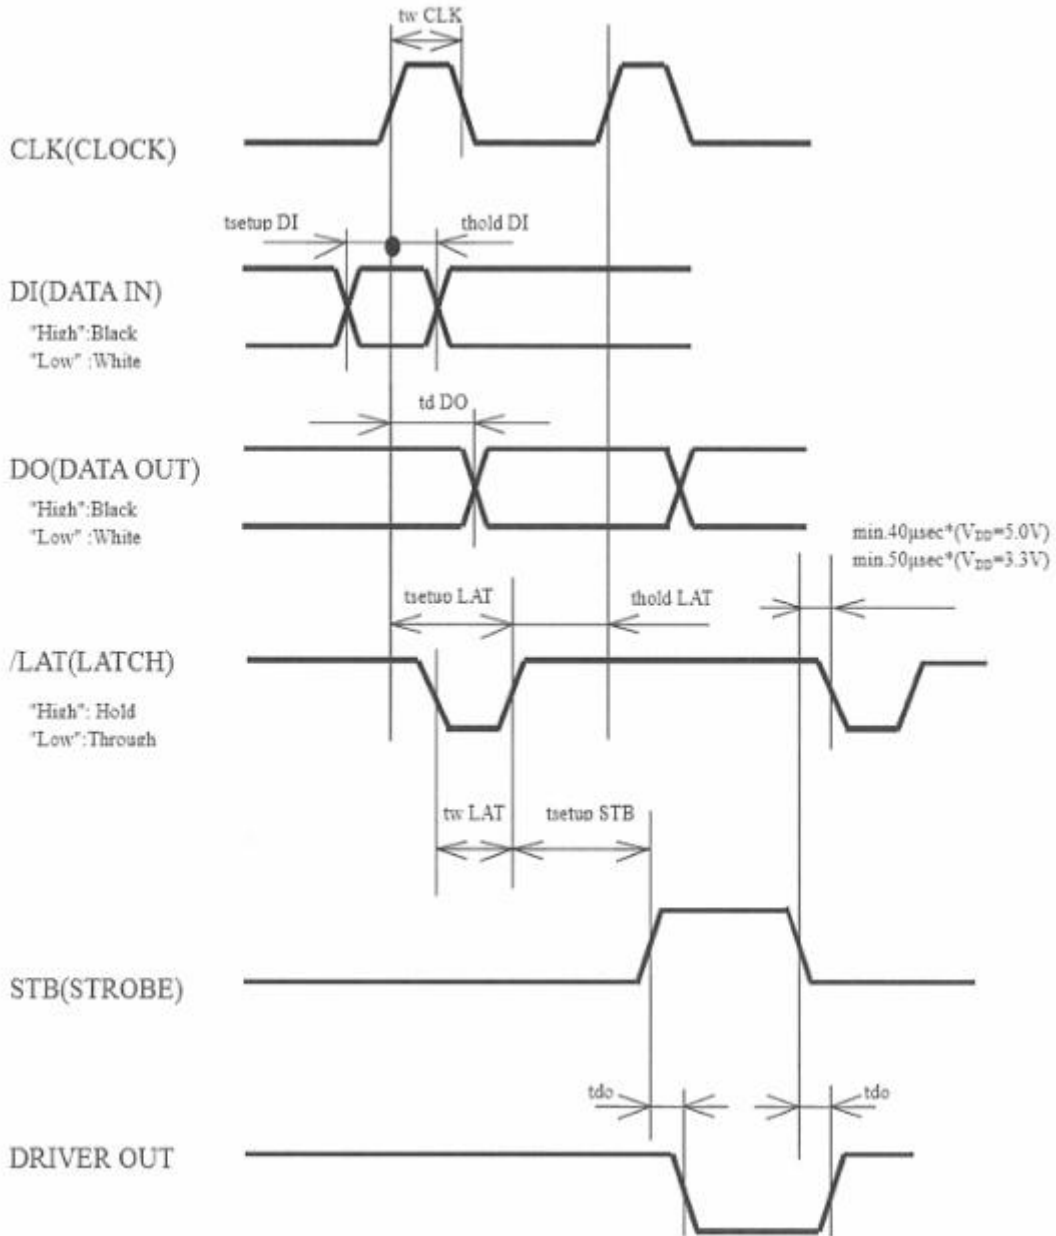 tw CLK
CLK(CLOCK)
tsetup DI
thold DI
DI(DATA IN)
"High":Black
"Low" :White
td DO
DO(DATA OUT)
"High":Black
"Low" :White
min.40μsec*(VDD=5.0V)
min.50μsec*(VDD=3.3V)
tsetup LAT
thold LAT
/LAT(LATCH)
"High": Hold
"Low":Through
tw LAT
tsetup STB
STB(STROBE)
tdo
tdo
DRIVER OUT